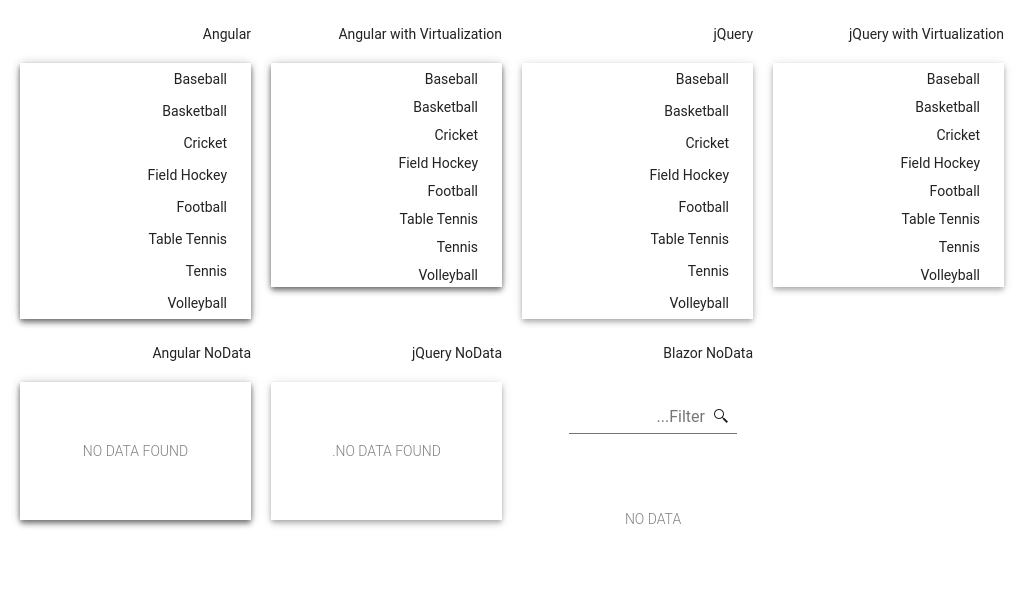 Angular
Baseball
Basketball
Cricket
Field Hockey
Football
Table Tennis
Tennis
Volleyball
Angular with Virtualization
Baseball
Basketball
Cricket
Field Hockey
Football
Table Tennis
Tennis
Volleyball
jQuery
Baseball
Basketball
Cricket
Field Hockey
Football
Table Tennis
Tennis
Volleyball
jQuery with Virtualization
Baseball
Basketball
Cricket
Field Hockey
Football
Table Tennis
Tennis
Volleyball
Angular NoData
NO DATA FOUND
jQuery NoData
.NO DATA FOUND
Blazor NoData
...Filter
NO DATA